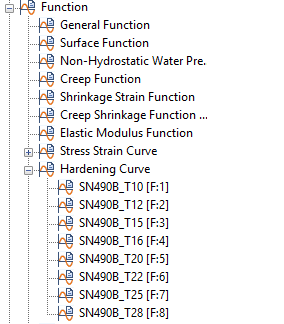 Function
General Function
Surface Function
Non-Hydrostatic Water Pre.
Creep Function
Shrinkage Strain Function
Creep Shrinkage Function ...
Elastic Modulus Function
Stress Strain Curve
Hardening Curve
SN490B_T10 [F:1]
SN490B_T12 [F:2]
SN490B_T15 [F:3]
SN490B_T16 [F:4]
SN490B_T20 [F:5]
SN490B_T22 [F:6]
SN490B_T25 [F:7]
SN490B_T28 [F:8]